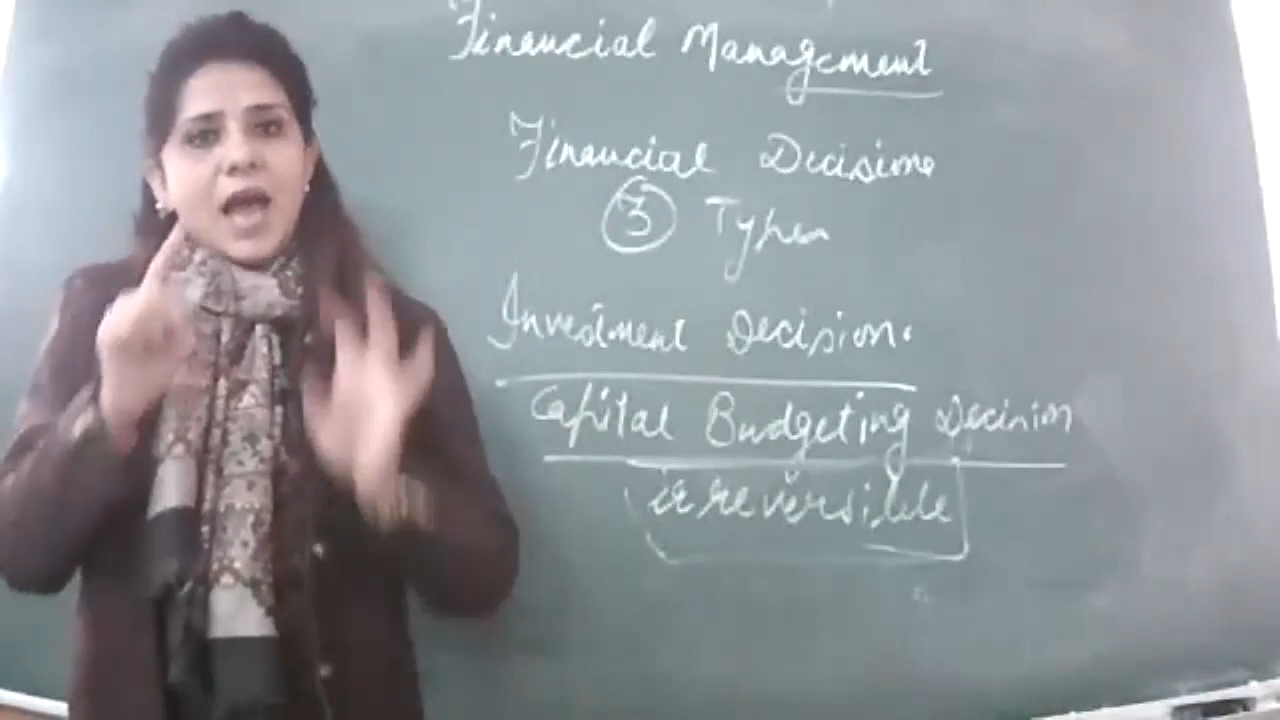 Financial Management
Financial Decisions
3 Types
Investment Decision.
Capital Budgeting Decision
irreversible